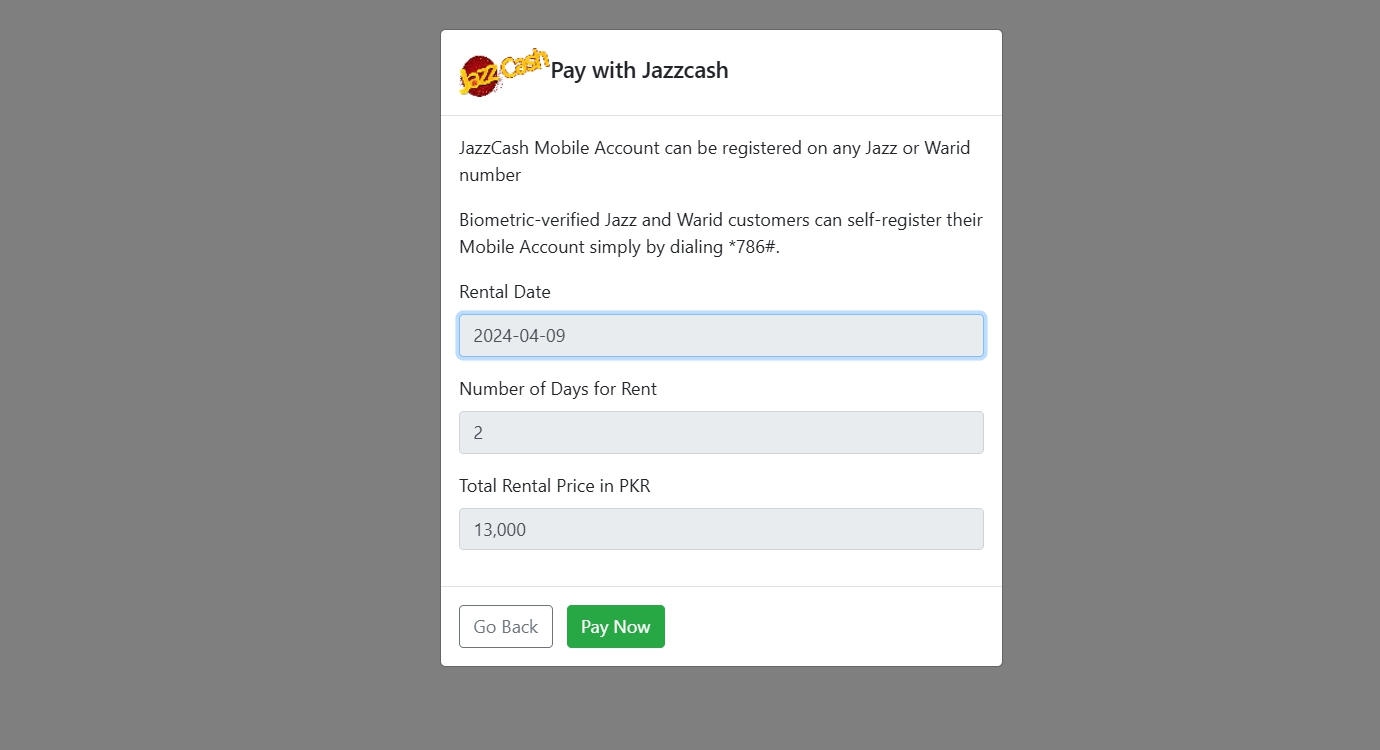 Jazz Cash Pay with Jazzcash
JazzCash Mobile Account can be registered on any Jazz or Warid
number
Biometric-verified Jazz and Warid customers can self-register their
Mobile Account simply by dialing *786#.
Rental Date
2024-04-09
Number of Days for Rent
2
Total Rental Price in PKR
13,000
Go Back Pay Now